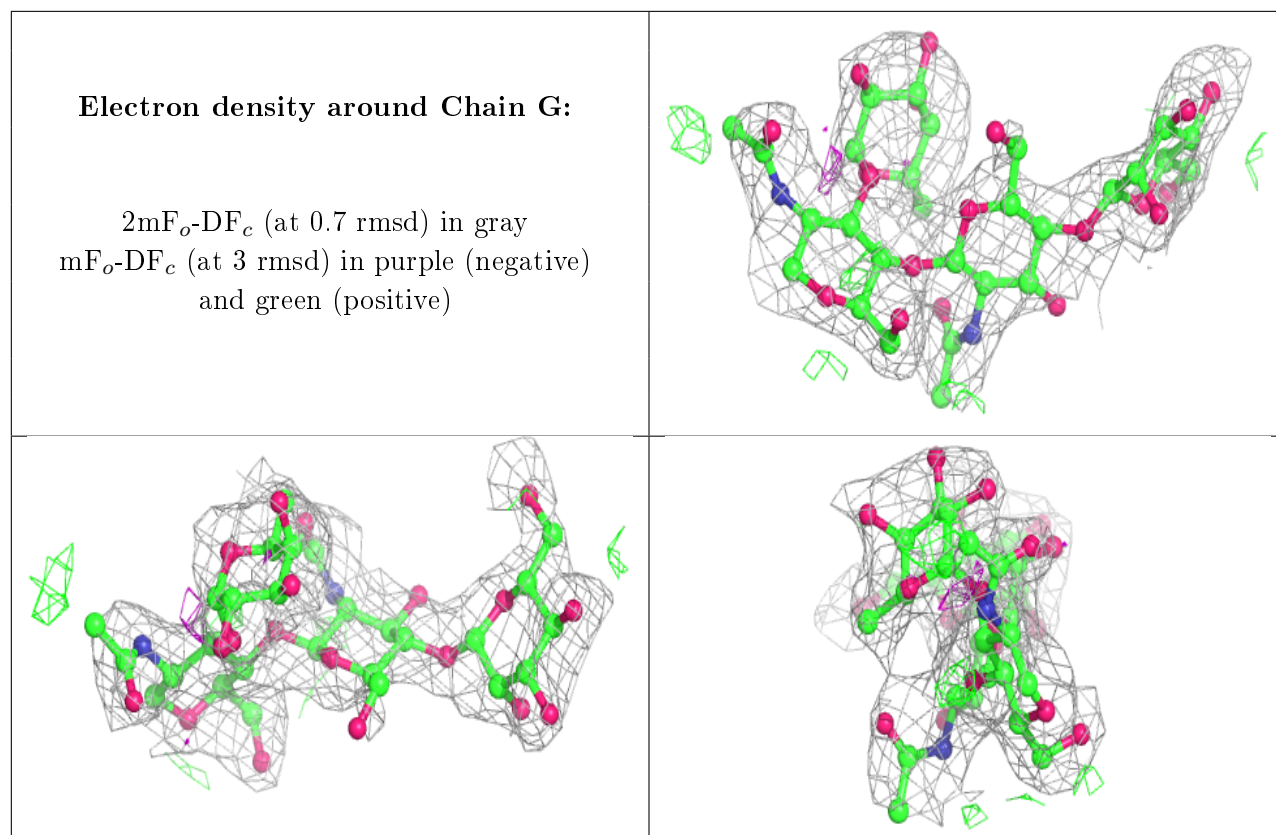 Electron density around Chain G:
2mFₒ-DF𝒸 (at 0.7 rmsd) in gray
mFₒ-DF𝒸 (at 3 rmsd) in purple (negative)
and green (positive)